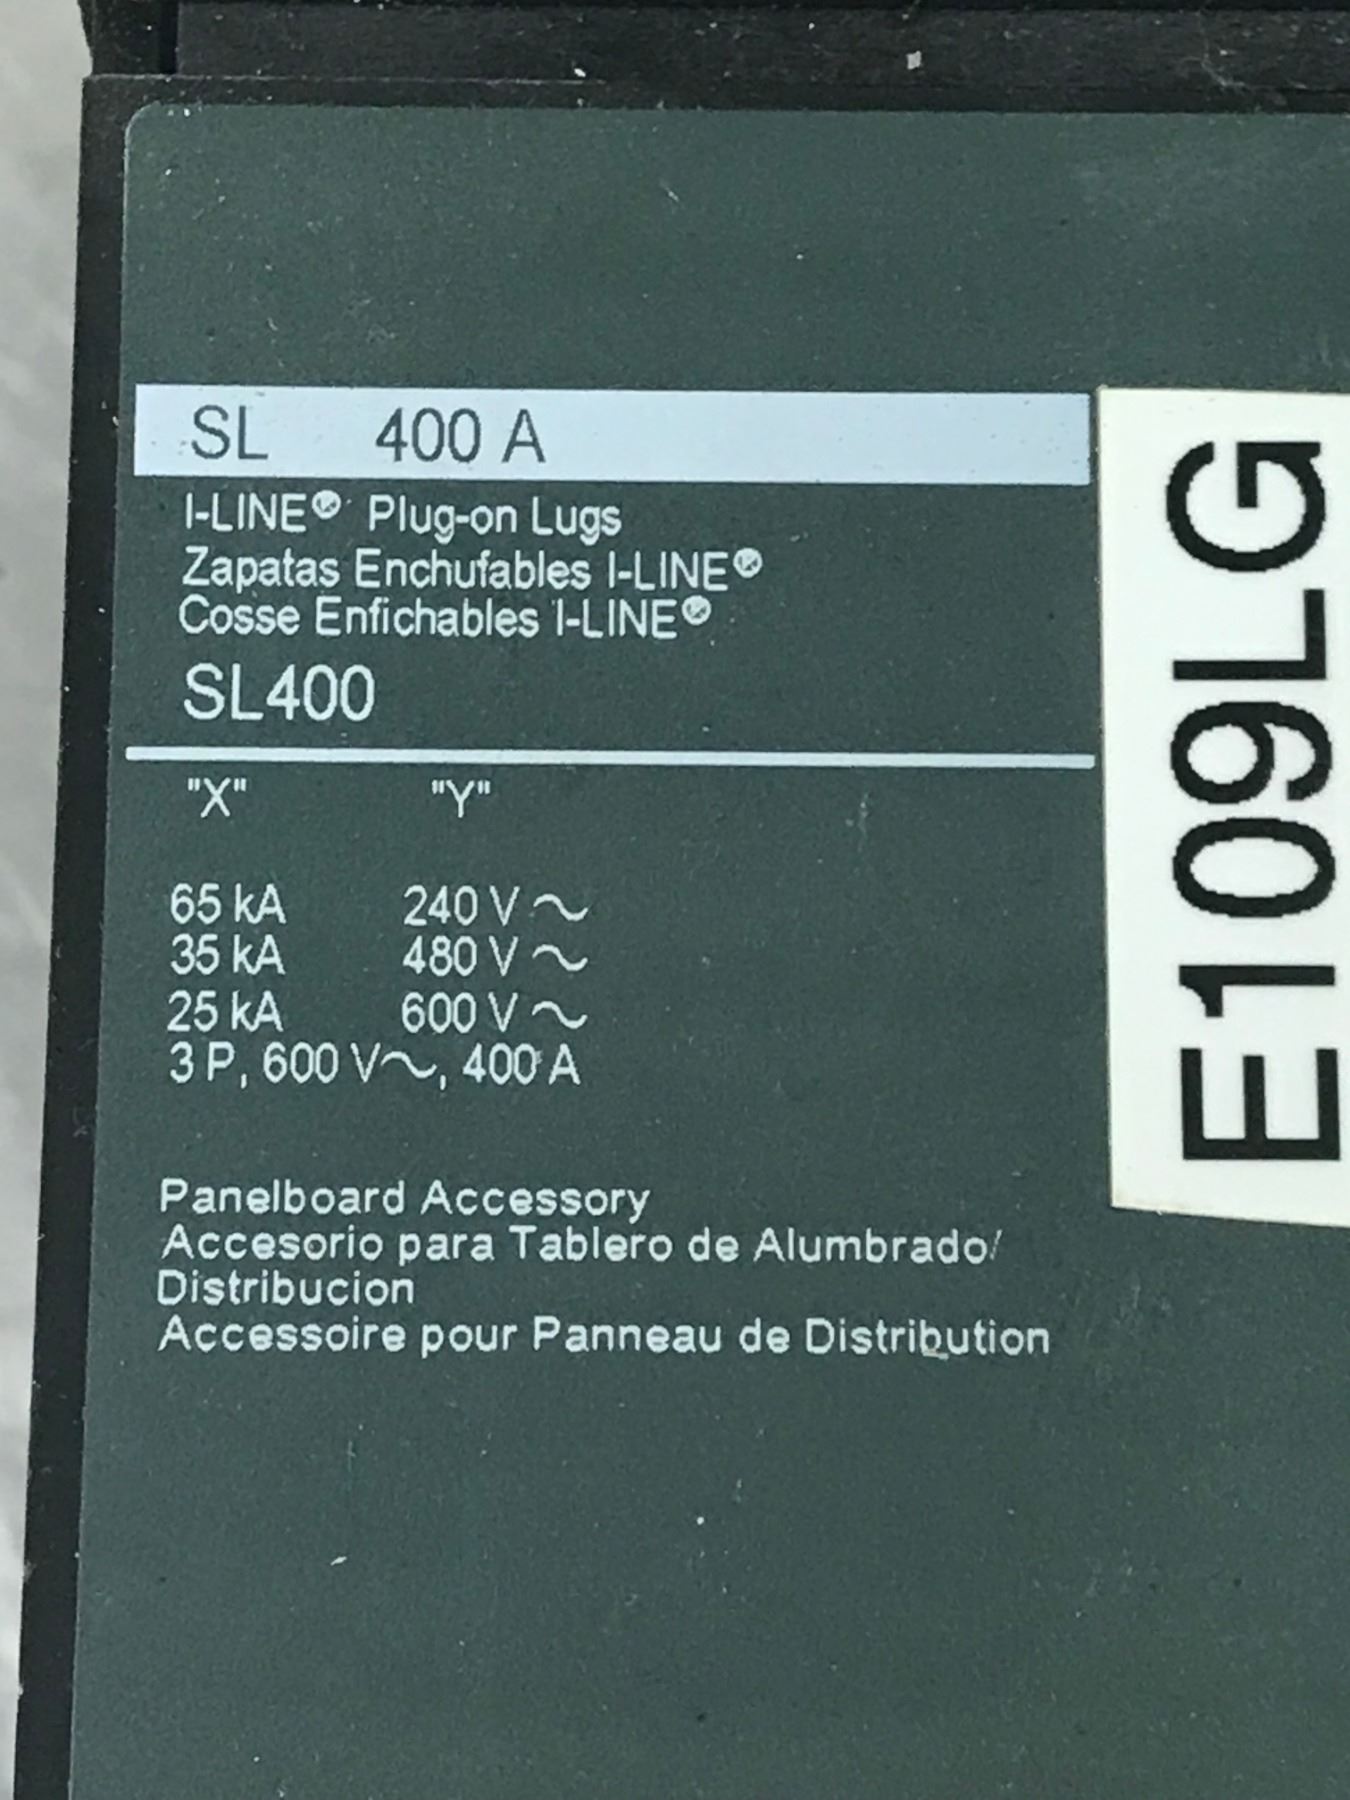 SL 400 A
I-LINE® Plug-on Lugs
Zapatas Enchufables I-LINE®
Cosse Enfichables I-LINE®
SL400
"X" "Y"
65 kA 240 V ~
35 kA 480 V ~
25 kA 600 V ~
3 P, 600 V~, 400 A
Panelboard Accessory
Accesorio para Tablero de Alumbrado/
Distribucion
Accessoire pour Panneau de Distribution
E109LG